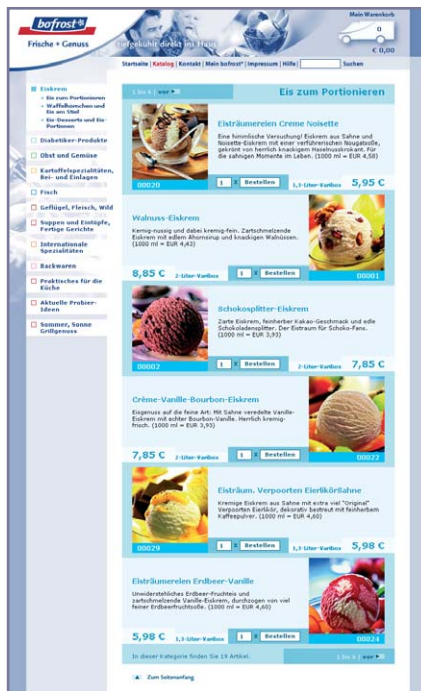 bofrost*
Frische + Genuss
tiefgekühlt direkt ins Haus
Mein Warenkorb
0
€ 0,00
Startseite | Katalog | Kontakt | Mein bofrost* | Impressum | Hilfe | Suchen
Eiskrem
Eis zum Portionieren
Waffelhörnchen und
Eis am Stiel
Eis-Desserts und Eis-
Portionen
Diabetiker-Produkte
Obst und Gemüse
Kartoffelspezialitäten,
Bei- und Einlagen
Fisch
Geflügel, Fleisch, Wild
Suppen und Eintöpfe,
Fertige Gerichte
Internationale
Spezialitäten
Backwaren
Praktisches für die
Küche
Aktuelle Probier-
Ideen
Sommer, Sonne
Grillgenuss
1 bis 6 | vor
Eis zum Portionieren
Eisträumereien Creme Noisette
Eine himmlische Versuchung! Eiskrem aus Sahne und
Noisette-Eiskrem mit einer verführerischen Nougatsoße,
gekrönt von herrlich knackigem Haselnusskrokant. Für
die sahnigen Momente im Leben. (1000 ml = EUR 4,58)
00020
1 X Bestellen
1,3-Liter-Varibox 5,95 €
Walnuss-Eiskrem
Kernig-nussig und dabei kremig-fein. Zartschmelzende
Eiskrem mit edlem Ahornsirup und knackigen Walnüssen.
(1000 ml = EUR 4,43)
8,85 € 2-Liter-Varibox
1 X Bestellen
00001
Schokosplitter-Eiskrem
Zarte Eiskrem, feinherber Kakao-Geschmack und edle
Schokoladensplitter. Der Eistraum für Schoko-Fans.
(1000 ml = EUR 3,93)
00002
1 X Bestellen
2-Liter-Varibox 7,85 €
Crème-Vanille-Bourbon-Eiskrem
Eisgenuss auf die feine Art: Mit Sahne veredelte Vanille-
Eiskrem mit echter Bourbon-Vanille. Herrlich kremig-
frisch. (1000 ml = EUR 3,93)
7,85 € 2-Liter-Varibox
1 X Bestellen
00022
Eisträum. Verpoorten EierlikörSahne
Kremige Eiskrem aus Sahne mit extra viel "Original"
Verpoorten Eierlikör, dekorativ bestreut mit feinherbem
Kaffeepulver. (1000 ml = EUR 4,60)
00029
1 X Bestellen
1,3-Liter-Varibox 5,98 €
Eisträumereien Erdbeer-Vanille
Unwiderstehliches Erdbeer-Fruchteis und
zartschmelzende Vanille-Eiskrem, durchzogen von viel
feiner Erdbeerfruchtsoße. (1000 ml = EUR 4,60)
5,98 € 1,3-Liter-Varibox
1 X Bestellen
00024
In dieser Kategorie finden Sie 19 Artikel.
1 bis 6 | vor
Zum Seitenanfang